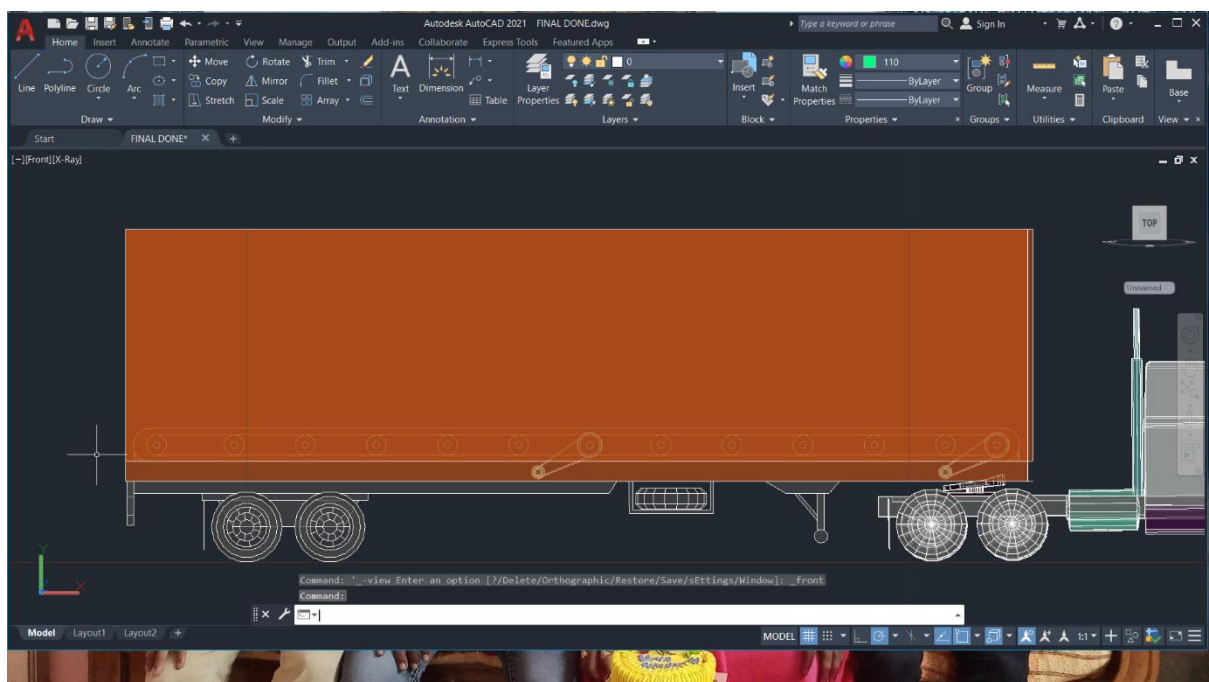 Autodesk AutoCAD 2021 FINAL DONE.dwg
Type a keyword or phrase
Sign In
Home Insert Annotate Parametric View Manage Output Add-ins Collaborate Express Tools Featured Apps
Line Polyline Circle Arc
Move Rotate Trim
Copy Mirror Fillet
Stretch Scale Array
Text Dimension Table
Layer Properties
0
Insert
Match Properties
110
ByLayer
ByLayer
Group
Measure
Paste
Base
Draw Modify Annotation Layers Block Properties Groups Utilities Clipboard View
Start FINAL DONE* +
[−][Front][X-Ray]
TOP
Unnamed
Y
X
Command: '_-view Enter an option [?/Delete/Orthographic/Restore/Save/sEttings/Window]: _front
Command:
Model Layout1 Layout2 +
MODEL 1:1